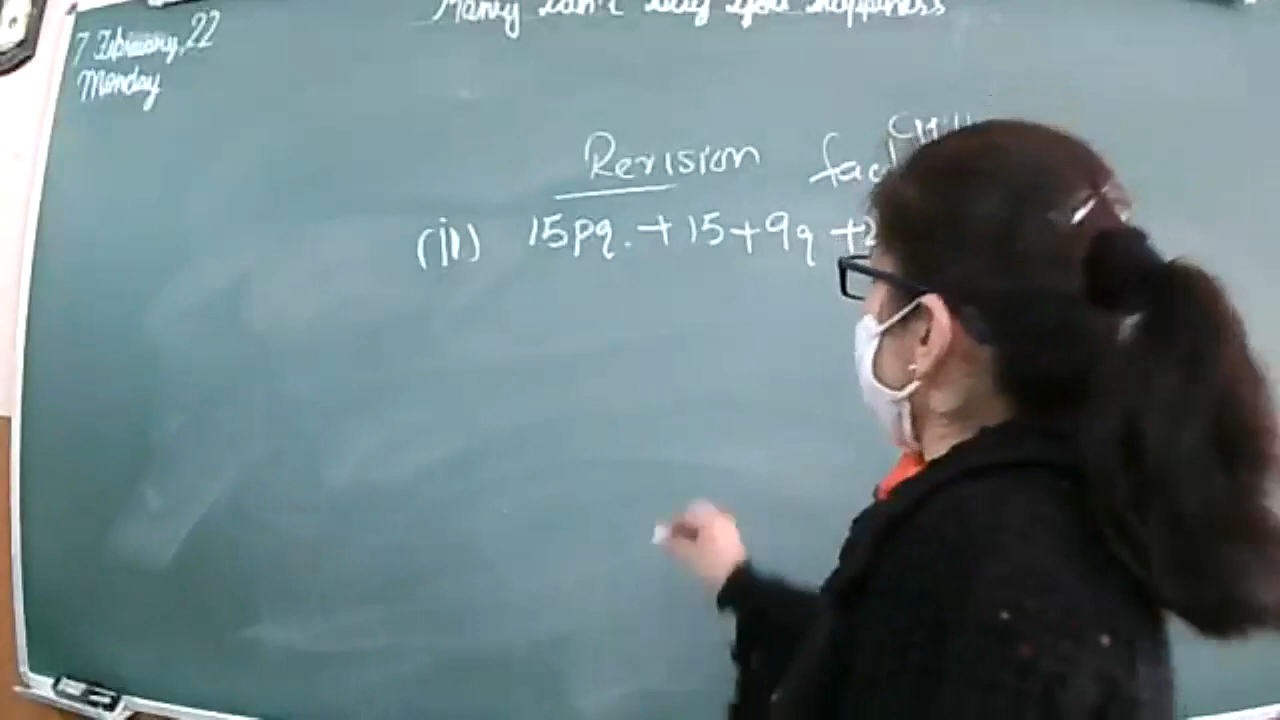 Money can't buy you happiness
7 February, 22
Monday
Revision
(ii) 15pq. + 15 + 9q + 2